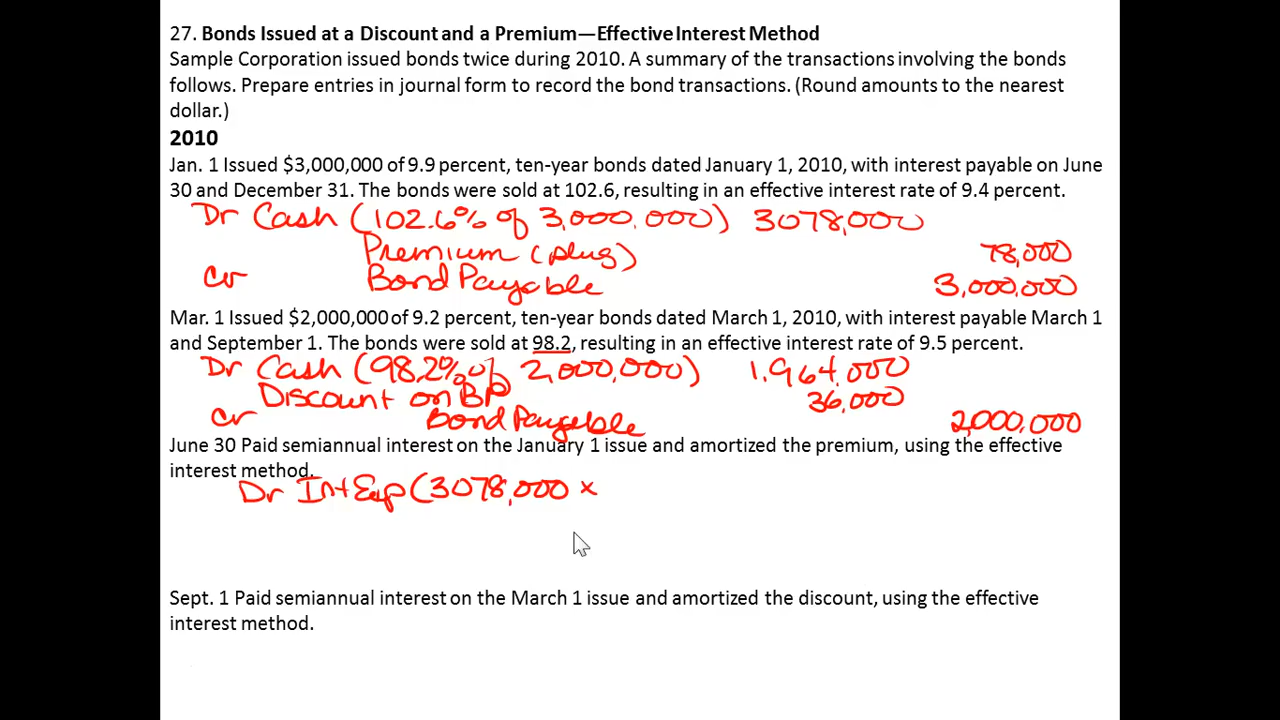 27. Bonds Issued at a Discount and a Premium—Effective Interest Method
Sample Corporation issued bonds twice during 2010. A summary of the transactions involving the bonds
follows. Prepare entries in journal form to record the bond transactions. (Round amounts to the nearest
dollar.)
2010
Jan. 1 Issued $3,000,000 of 9.9 percent, ten-year bonds dated January 1, 2010, with interest payable on June
30 and December 31. The bonds were sold at 102.6, resulting in an effective interest rate of 9.4 percent.
Dr Cash (102.6% of 3,000,000) 3078,000
Premium (plug) 78,000
Cr Bond Payable 3,000,000
Mar. 1 Issued $2,000,000 of 9.2 percent, ten-year bonds dated March 1, 2010, with interest payable March 1
and September 1. The bonds were sold at 98.2, resulting in an effective interest rate of 9.5 percent.
Dr Cash (98.2% of 2,000,000) 1,964,000
Discount on BP 36,000
Cr Bond Payable 2,000,000
June 30 Paid semiannual interest on the January 1 issue and amortized the premium, using the effective
interest method.
Dr Int Exp (3078,000 x
Sept. 1 Paid semiannual interest on the March 1 issue and amortized the discount, using the effective
interest method.